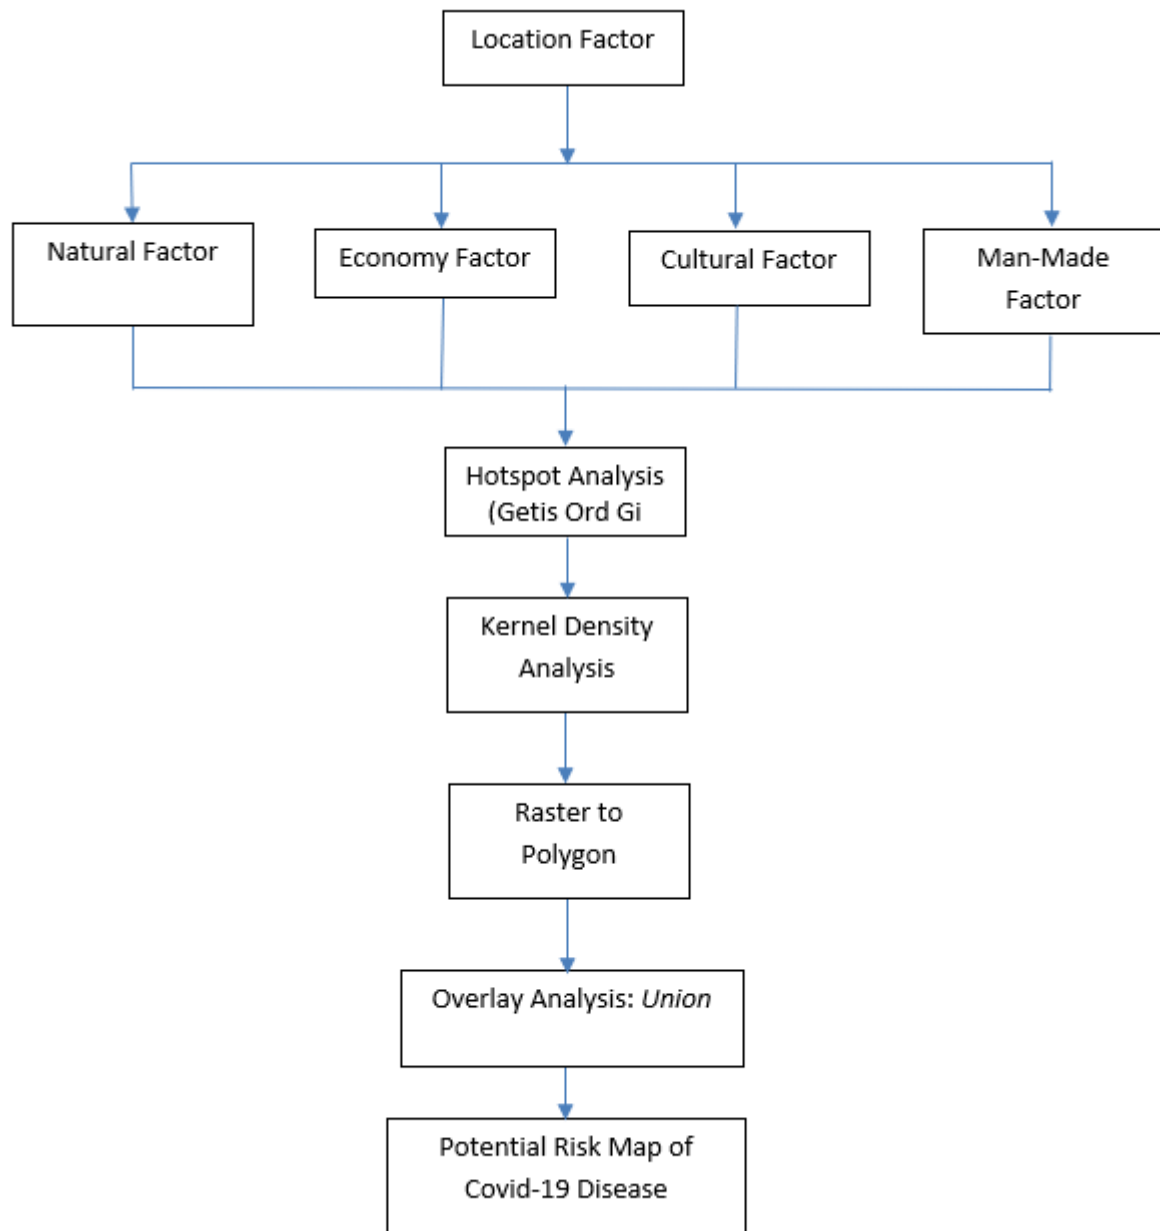 Location Factor
Natural Factor
Economy Factor
Cultural Factor
Man-Made
Factor
Hotspot Analysis
(Getis Ord Gi
Kernel Density
Analysis
Raster to
Polygon
Overlay Analysis: Union
Potential Risk Map of
Covid-19 Disease